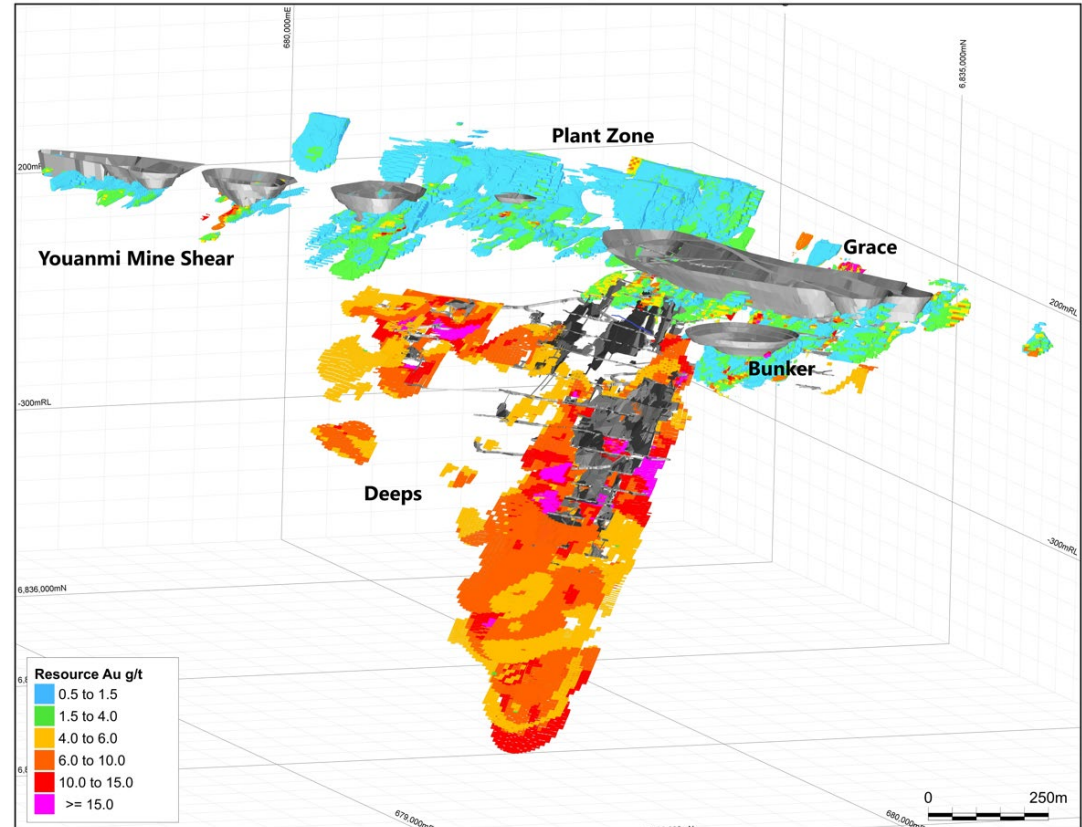 680,000mE
6,835,000mN
Plant Zone
200mRL
Youanmi Mine Shear
Grace
200mRL
Bunker
-300mRL
Deeps
-300mRL
6,836,000mN
Resource Au g/t
0.5 to 1.5
1.5 to 4.0
4.0 to 6.0
6.0 to 10.0
10.0 to 15.0
>= 15.0
0 250m